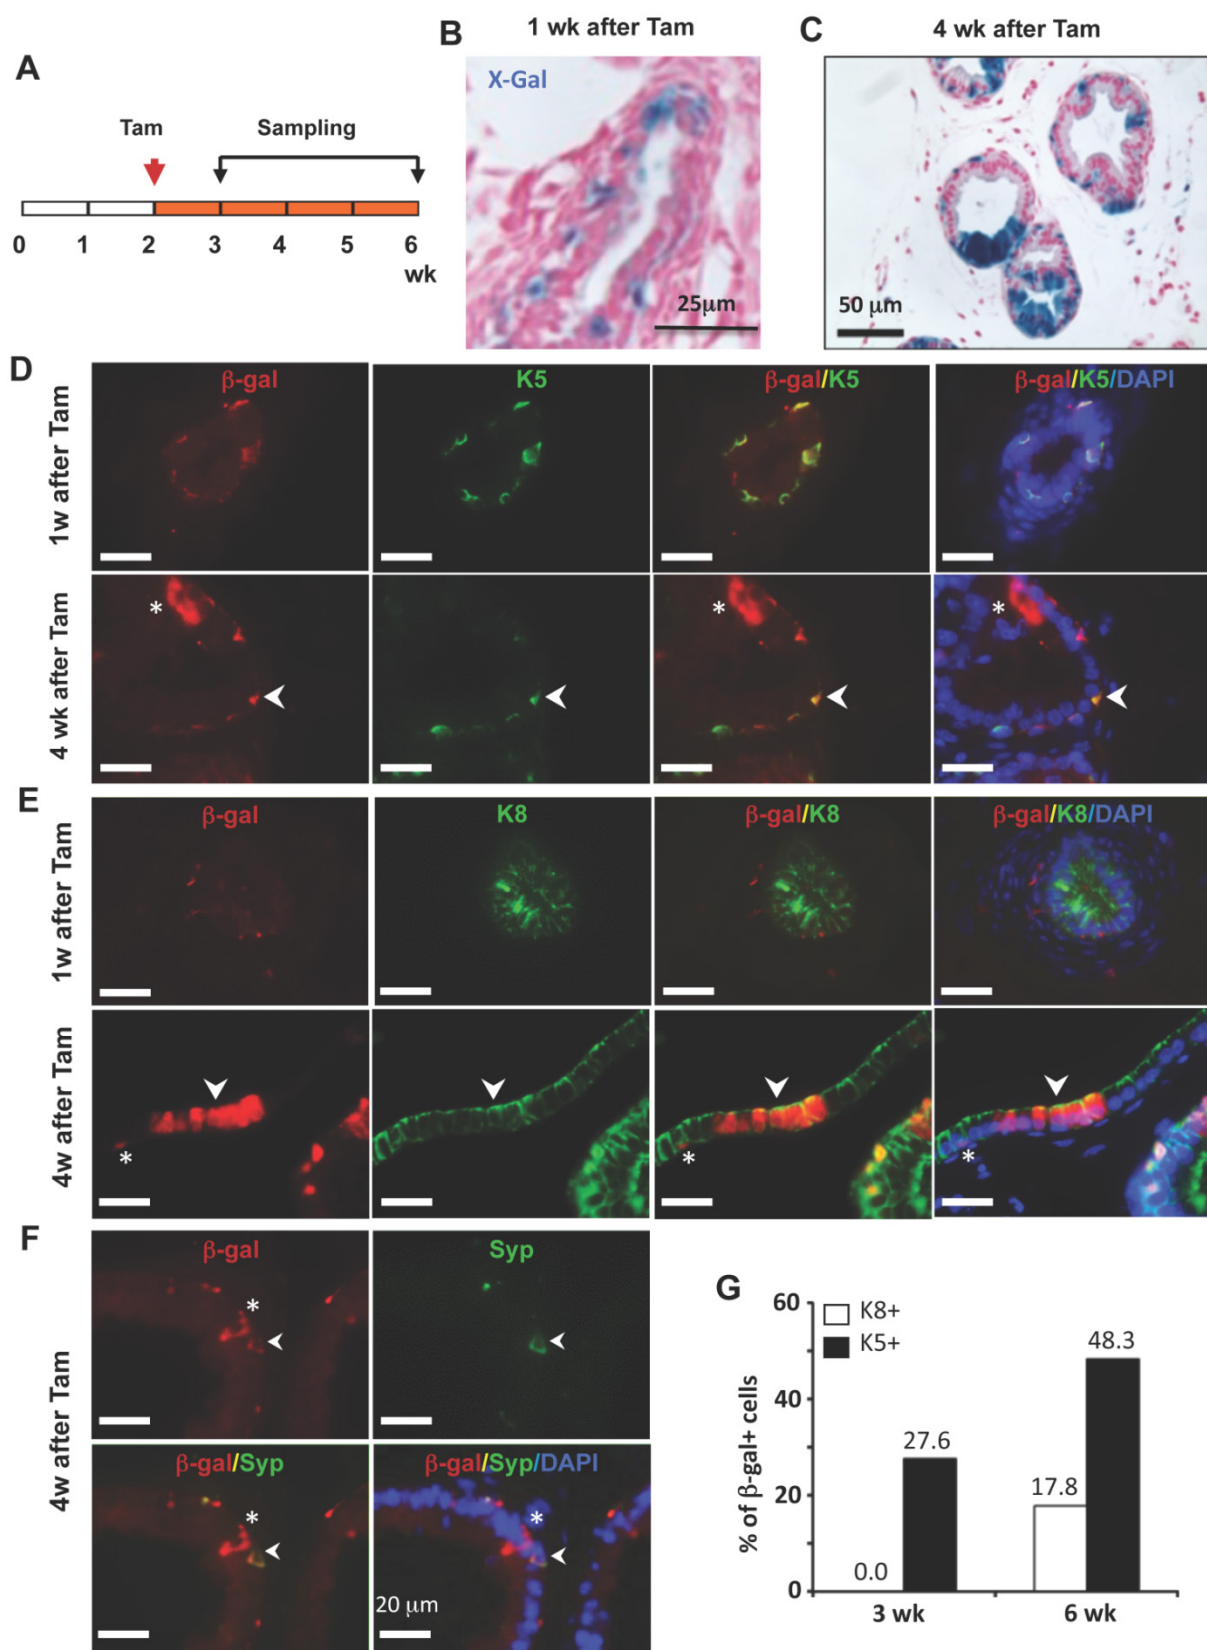 A
Tam
Sampling
0 1 2 3 4 5 6
wk
B
1 wk after Tam
X-Gal
25μm
C
4 wk after Tam
50 μm
D
1w after Tam
β-gal
K5
β-gal/K5
β-gal/K5/DAPI
4 wk after Tam
*
*
*
E
1w after Tam
β-gal
K8
β-gal/K8
β-gal/K8/DAPI
4w after Tam
*
*
*
F
4w after Tam
β-gal
*
Syp
β-gal/Syp
*
β-gal/Syp/DAPI
*
20 μm
G
K8+
K5+
% of β-gal+ cells
60
40
20
0
0.0
27.6
17.8
48.3
3 wk
6 wk